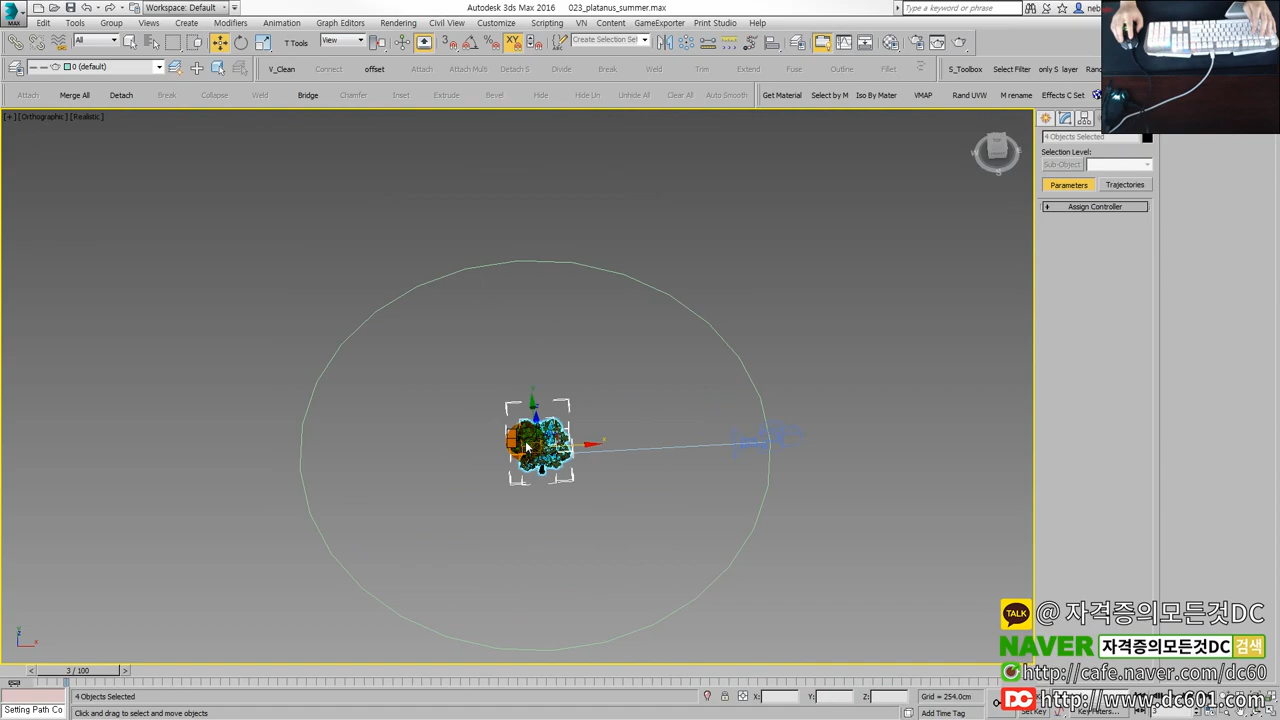 Autodesk 3ds Max 2016 023_platanus_summer.max
Workspace: Default
Type a keyword or phrase
MAX
Edit Tools Group Views Create Modifiers Animation Graph Editors Rendering Civil View Customize Scripting VN Content GameExporter Print Studio Help
All T Tools View Create Selection Se
0 (default) V_Clean Connect offset Attach Attach Multi Detach S Divide Break Weld Trim Extend Fuse Outline Fillet S_Toolbox Select Filter only S_layer
Attach Merge All Detach Break Collapse Weld Bridge Chamfer Inset Extrude Bevel Hide Hide Un Unhide All Clear All Auto Smooth Get Material Select by M Iso By Mater VMAP Ran UVW M rename Effects C Set
[+] [Orthographic] [Realistic]
4 Objects Selected
Selection Level:
Sub-Object
Parameters Trajectories
+ Assign Controller
W S
x
TALK @ 자격증의모든것DC
NAVER 자격증의모든것DC 검색
http://cafe.naver.com/dc60
DC http://www.dc601.com
3 / 100
4 Objects Selected X: Y: Z: Grid = 254.0cm
Setting Path Co Click and drag to select and move objects Add Time Tag Set Key Key Filters...